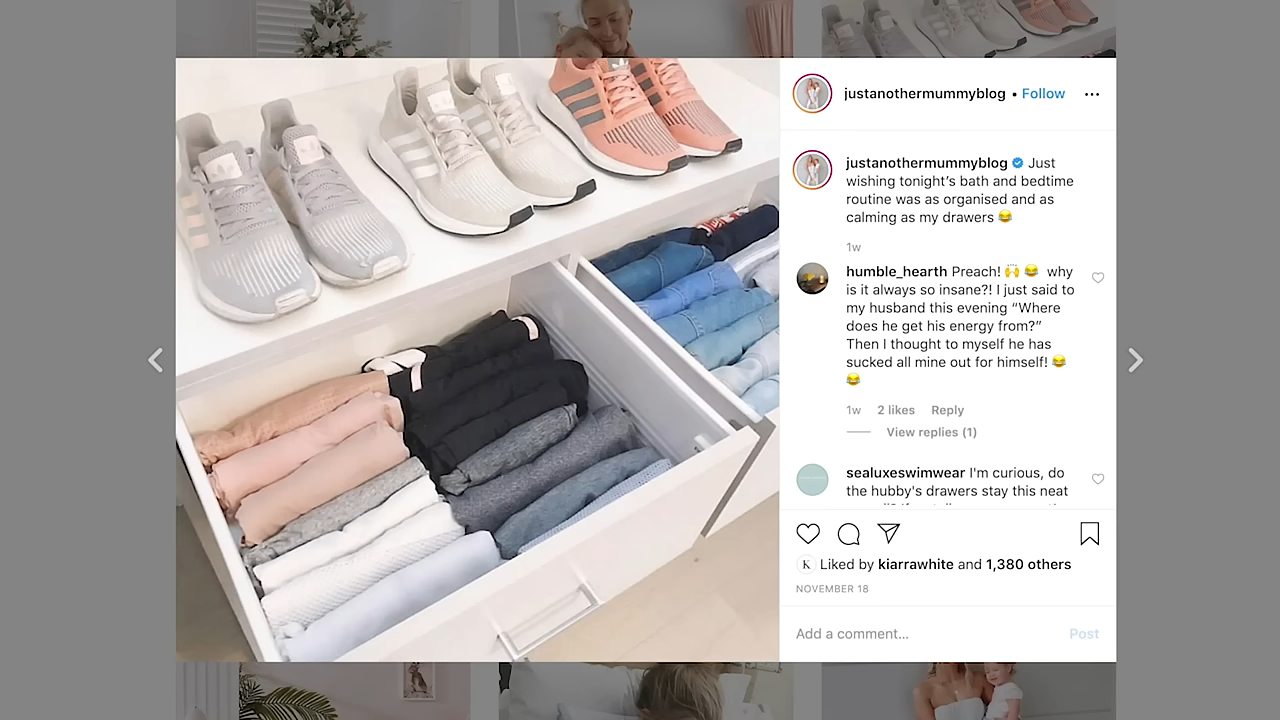 justanothermummyblog • Follow
justanothermummyblog Just
wishing tonight's bath and bedtime
routine was as organised and as
calming as my drawers 😂
1w
humble_hearth Preach! 🙌 😂 why
is it always so insane?! I just said to
my husband this evening “Where
does he get his energy from?”
Then I thought to myself he has
sucked all mine out for himself! 😂
😂
1w 2 likes Reply
View replies (1)
sealuxeswimwear I'm curious, do
the hubby's drawers stay this neat
K Liked by kiarrawhite and 1,380 others
NOVEMBER 18
Add a comment... Post